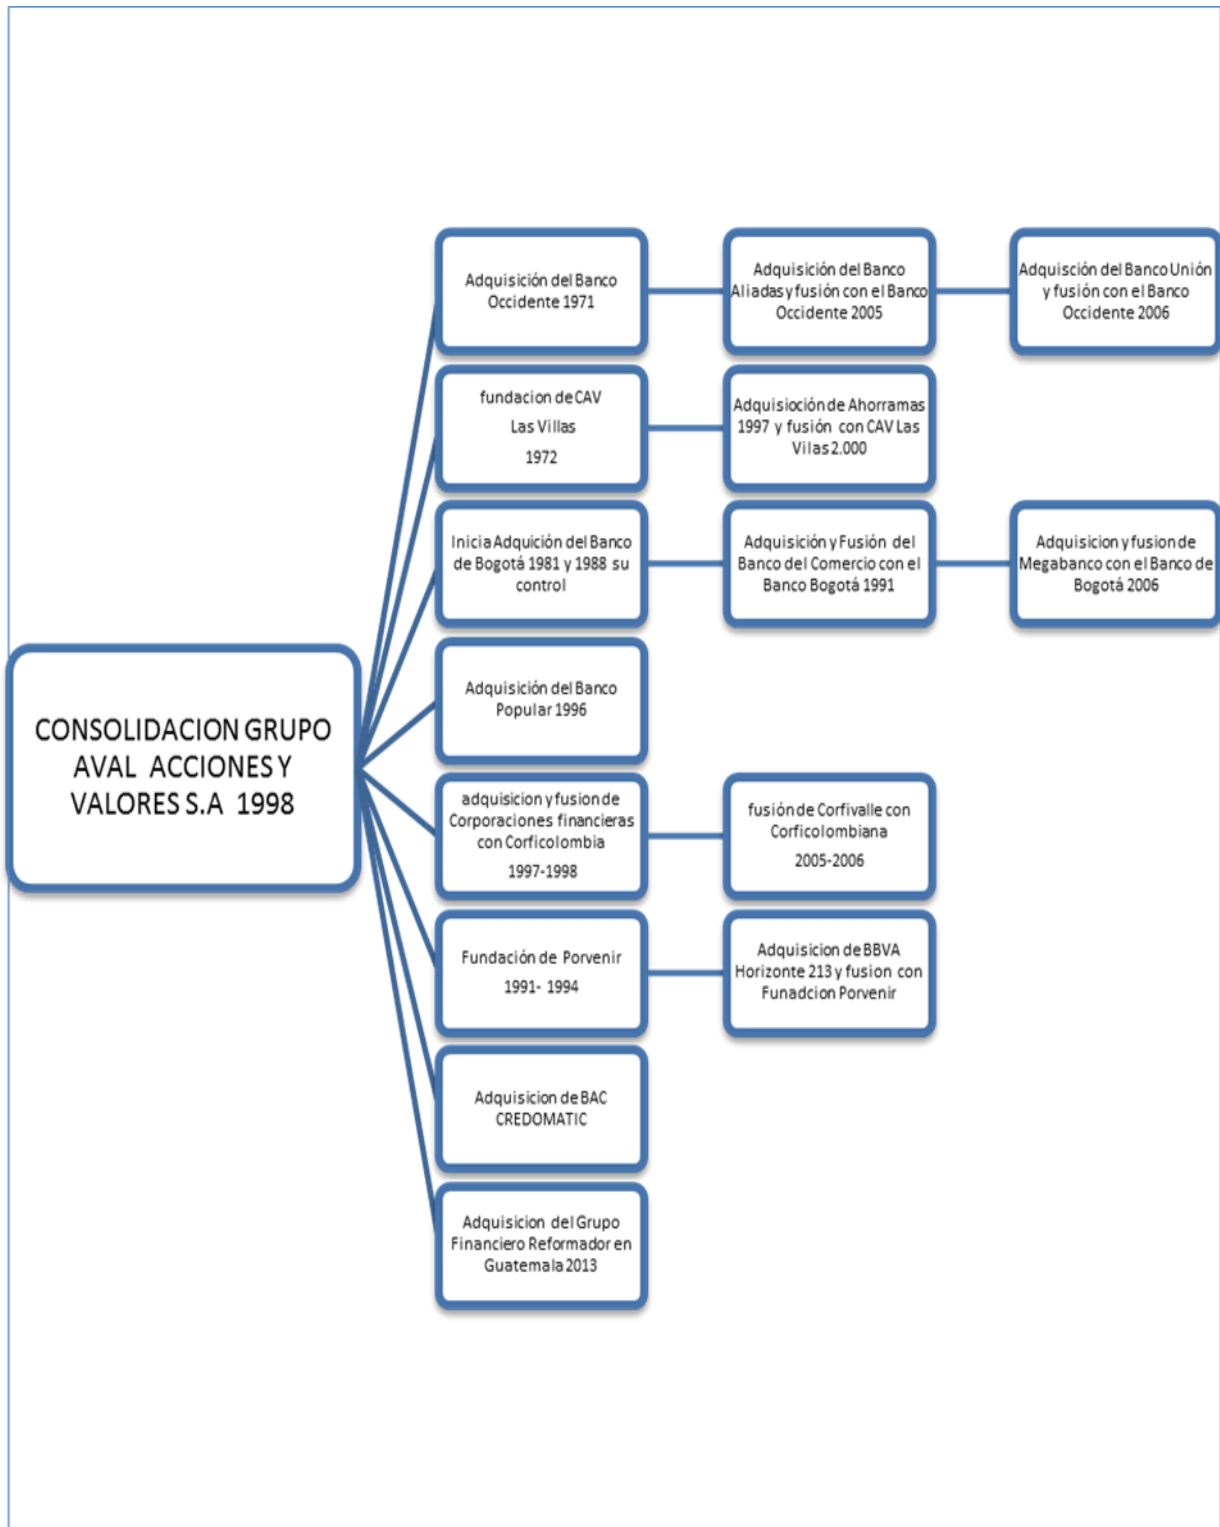 CONSOLIDACION GRUPO
AVAL ACCIONES Y
VALORES S.A 1998
Adquisición del Banco
Occidente 1971
Adquisición del Banco
Aliadas y fusión con el Banco
Occidente 2005
Adquisción del Banco Unión
y fusión con el Banco
Occidente 2006
fundacion de CAV
Las Villas
1972
Adquisioción de Ahorramas
1997 y fusión con CAV Las
Vilas 2.000
Inicia Adquición del Banco
de Bogotá 1981 y 1988 su
control
Adquisición y Fusión del
Banco del Comercio con el
Banco Bogotá 1991
Adquisicion y fusion de
Megabanco con el Banco de
Bogotá 2006
Adquisición del Banco
Popular 1996
adquisicion y fusion de
Corporaciones financieras
con Corficolombia
1997-1998
fusión de Corfivalle con
Corficolombiana
2005-2006
Fundación de Porvenir
1991- 1994
Adquisicion de BBVA
Horizonte 213 y fusion con
Funadcion Porvenir
Adquisicion de BAC
CREDOMATIC
Adquisicion del Grupo
Financiero Reformador en
Guatemala 2013